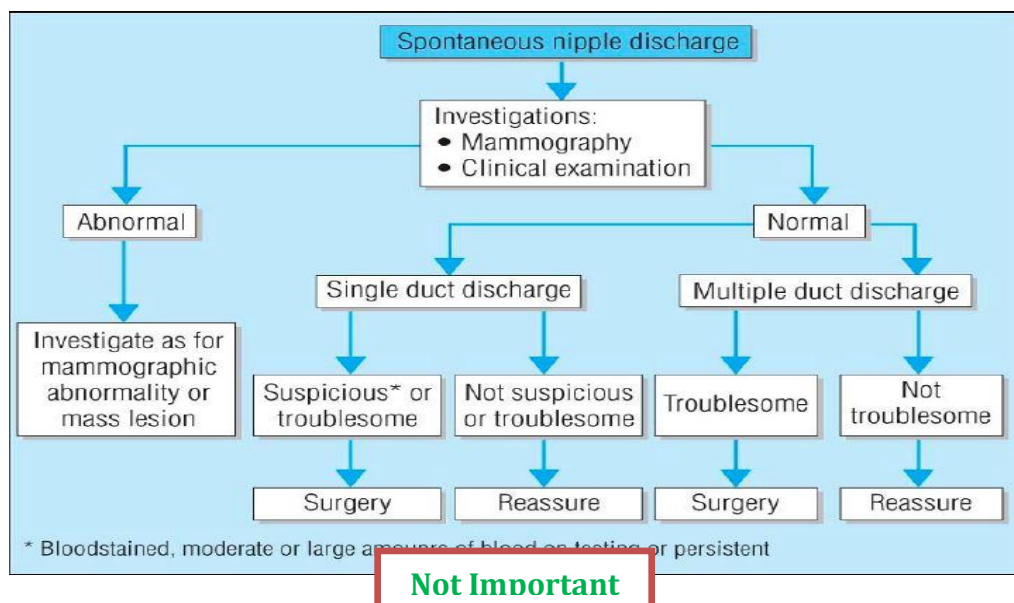 Spontaneous nipple discharge
Investigations:
• Mammography
• Clinical examination
Abnormal
Normal
Single duct discharge
Multiple duct discharge
Investigate as for
mammographic
abnormality or
mass lesion
Suspicious* or
troublesome
Not suspicious
or troublesome
Troublesome
Not
troublesome
Surgery
Reassure
Surgery
Reassure
* Bloodstained, moderate or large of blood on testing or persistent
Not Important